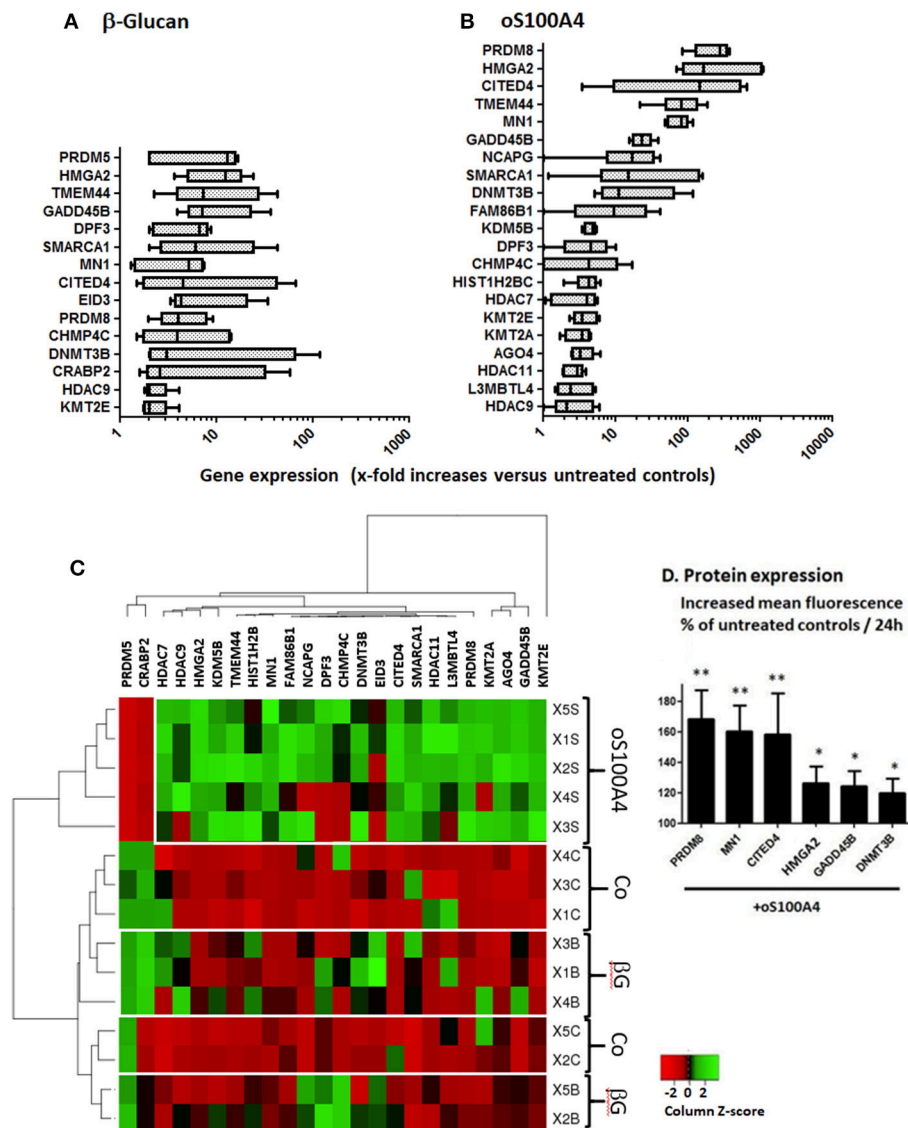 A β-Glucan
B oS100A4
PRDM5
HMGA2
TMEM44
GADD45B
DPF3
SMARCA1
MN1
CITED4
EID3
PRDM8
CHMP4C
DNMT3B
CRABP2
HDAC9
KMT2E
1 10 100 1000
PRDM8
HMGA2
CITED4
TMEM44
MN1
GADD45B
NCAPG
SMARCA1
DNMT3B
FAM86B1
KDM5B
DPF3
CHMP4C
HIST1H2BC
HDAC7
KMT2E
KMT2A
AGO4
HDAC11
L3MBTL4
HDAC9
1 10 100 1000 10000
Gene expression (x-fold increases versus untreated controls)
C
PRDM5
CRABP2
HDAC7
HDAC9
HMGA2
KDM5B
TMEM44
HIST1H2B
MN1
FAM86B1
NCAPG
DPF3
CHMP4C
DNMT3B
EID3
CITED4
SMARCA1
HDAC11
L3MBTL4
PRDM8
KMT2A
AGO4
GADD45B
KMT2E
X5S
X1S
X2S
X4S
X3S
oS100A4
X4C
X3C
X1C
Co
X3B
X1B
X4B
βG
X5C
X2C
Co
X5B
X2B
βG
D. Protein expression
Increased mean fluorescence
% of untreated controls / 24h
180
160
140
120
100
** ** ** * * *
PRDM8
MN1
CITED4
HMGA2
GADD45B
DNMT3B
+oS100A4
-2 0 2
Column Z-score